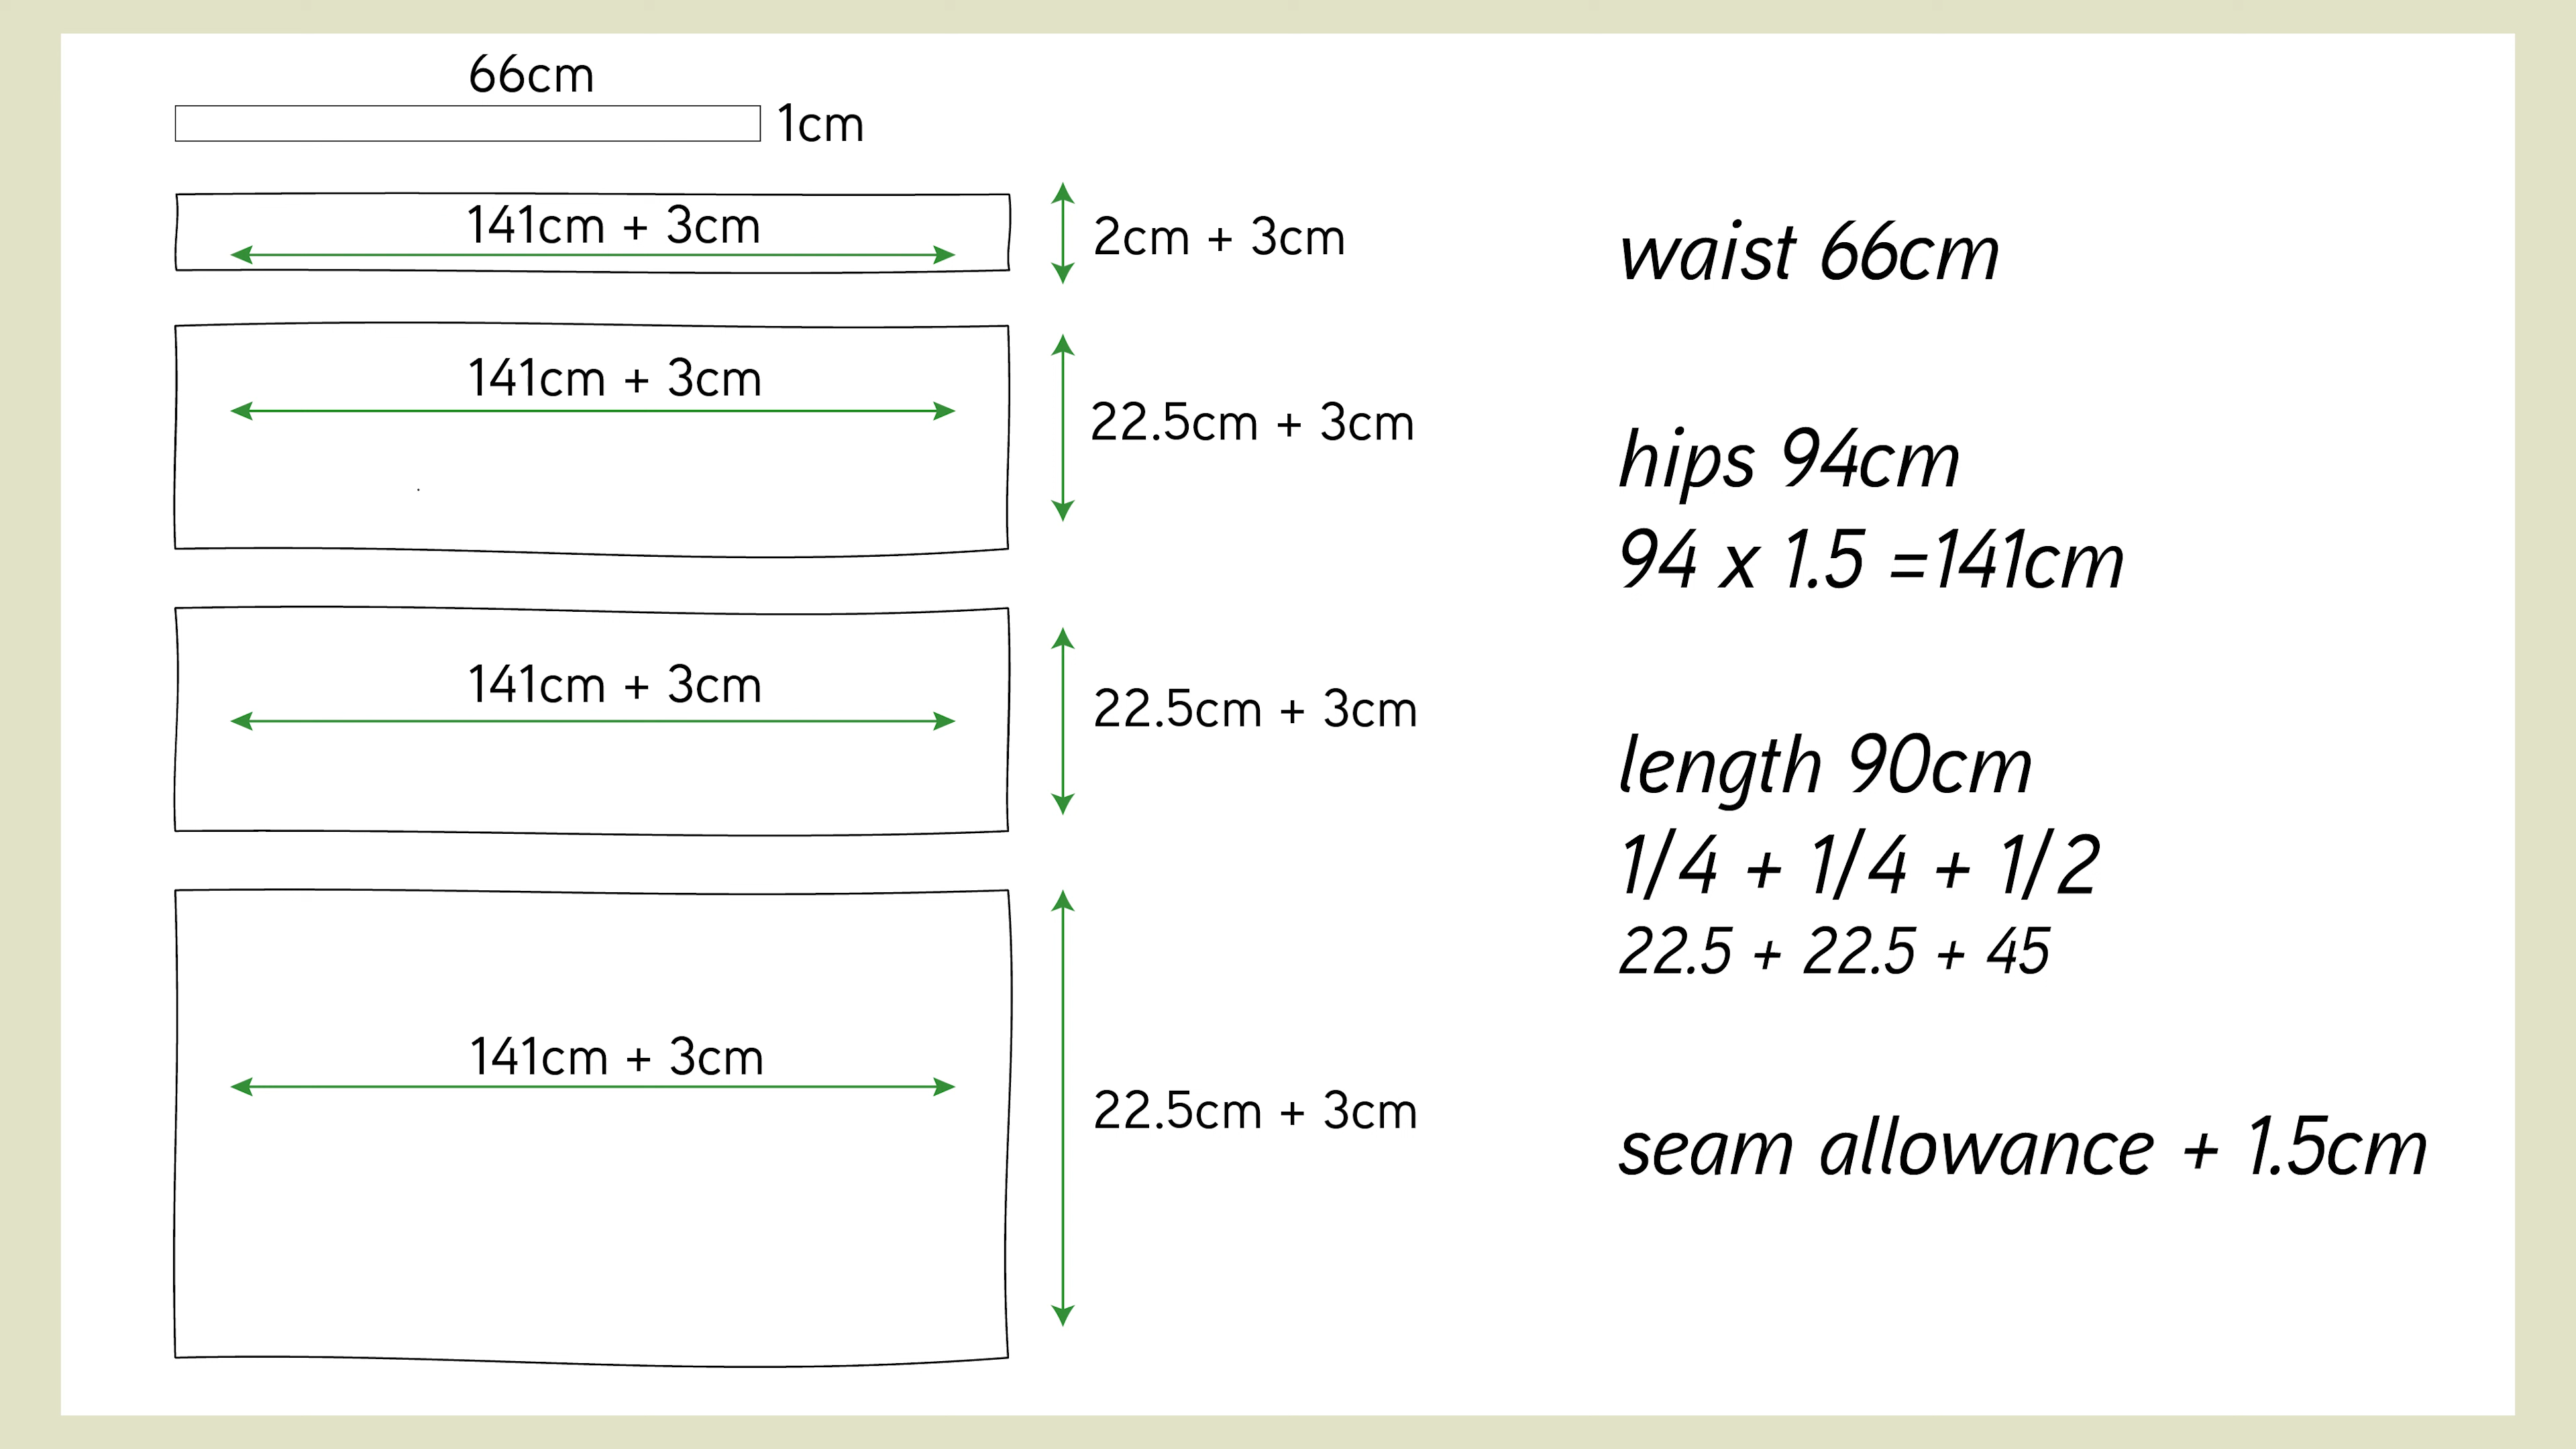 66cm
1cm
141cm + 3cm
2cm + 3cm
141cm + 3cm
22.5cm + 3cm
141cm + 3cm
22.5cm + 3cm
141cm + 3cm
22.5cm + 3cm
waist 66cm
hips 94cm
94 x 1.5 =141cm
length 90cm
1/4 + 1/4 + 1/2
22.5 + 22.5 + 45
seam allowance + 1.5cm